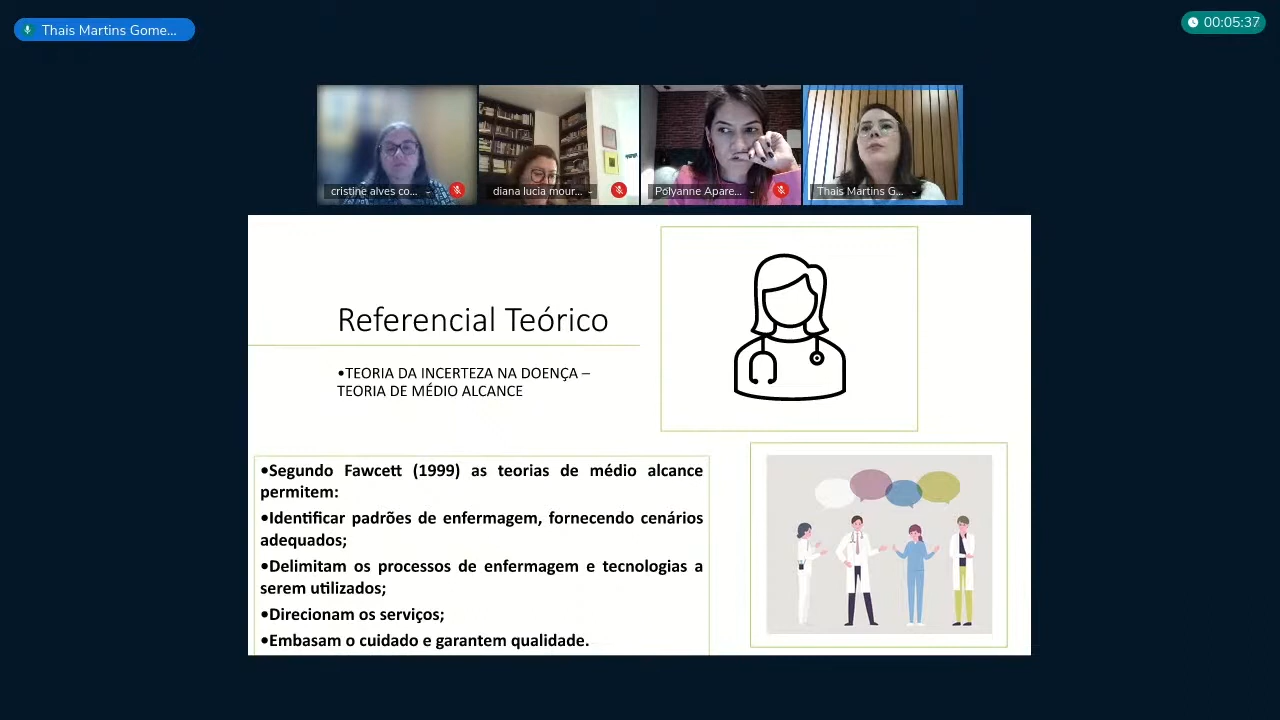 Thais Martins Gome...
00:05:37
cristine alves co...
diana lucia mour...
Polyanne Apare...
Thais Martins G...
Referencial Teórico
•TEORIA DA INCERTEZA NA DOENÇA –
TEORIA DE MÉDIO ALCANCE
•Segundo Fawcett (1999) as teorias de médio alcance
permitem:
•Identificar padrões de enfermagem, fornecendo cenários
adequados;
•Delimitam os processos de enfermagem e tecnologias a
serem utilizados;
•Direcionam os serviços;
•Embasam o cuidado e garantem qualidade.